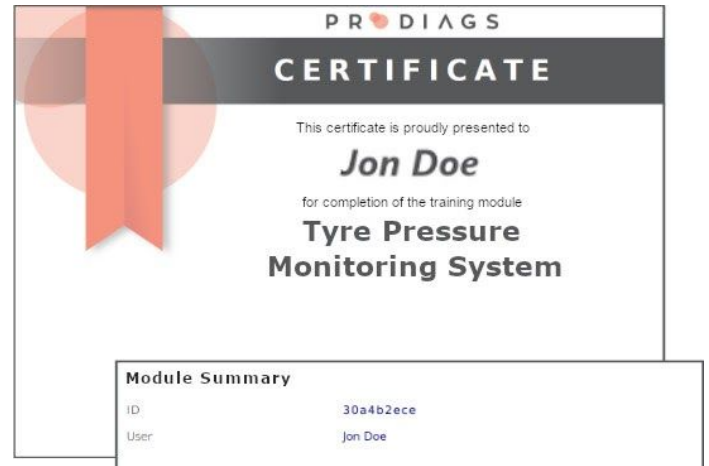 PRODIAGS
CERTIFICATE
This certificate is proudly presented to
Jon Doe
for completion of the training module
Tyre Pressure
Monitoring System
Module Summary
ID 30a4b2ece
User Jon Doe